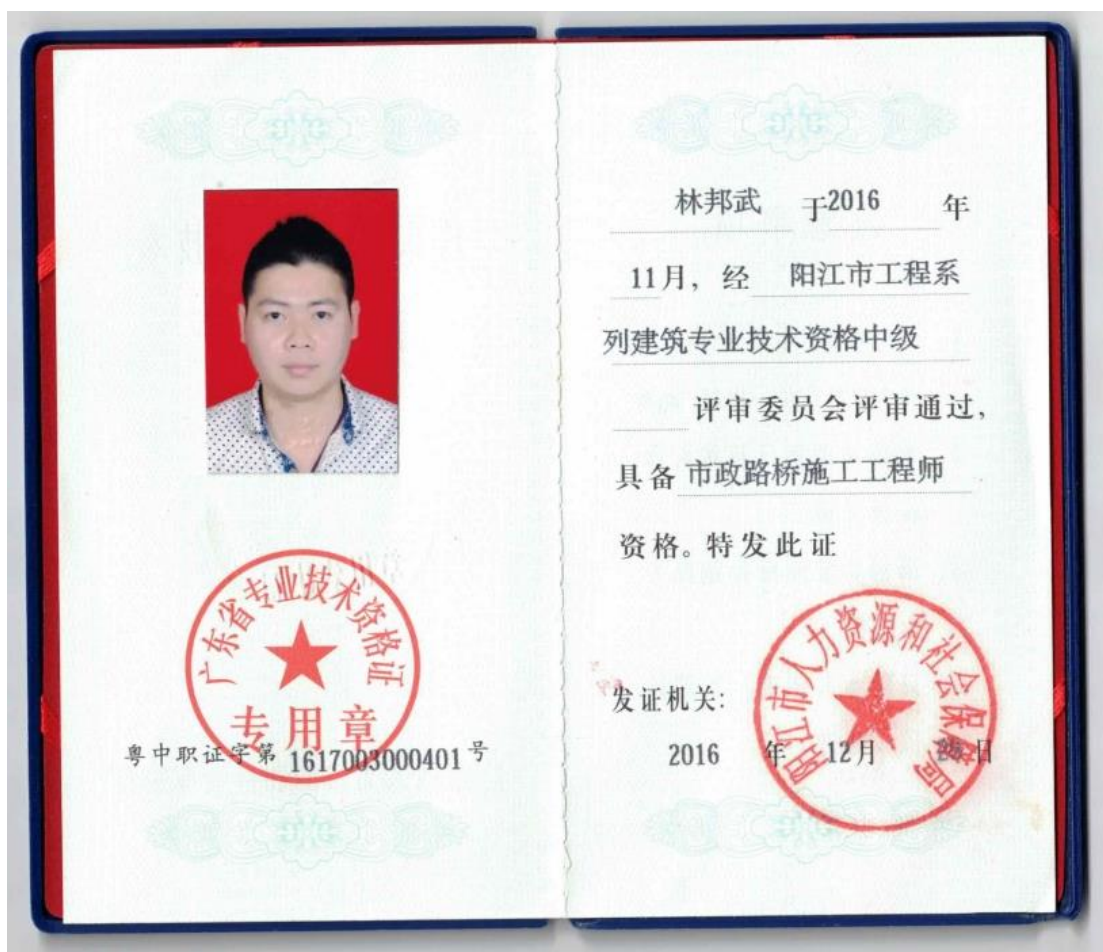 广东省专业技术资格证
专用章
粤中职证字第 1617003000401 号
林邦武 于2016 年
11月，经 阳江市工程系
列建筑专业技术资格中级
评审委员会评审通过，
具备 市政路桥施工工程师
资格。特发此证
阳江市人力资源和社会保障局
发证机关：
2016 年 12月 日